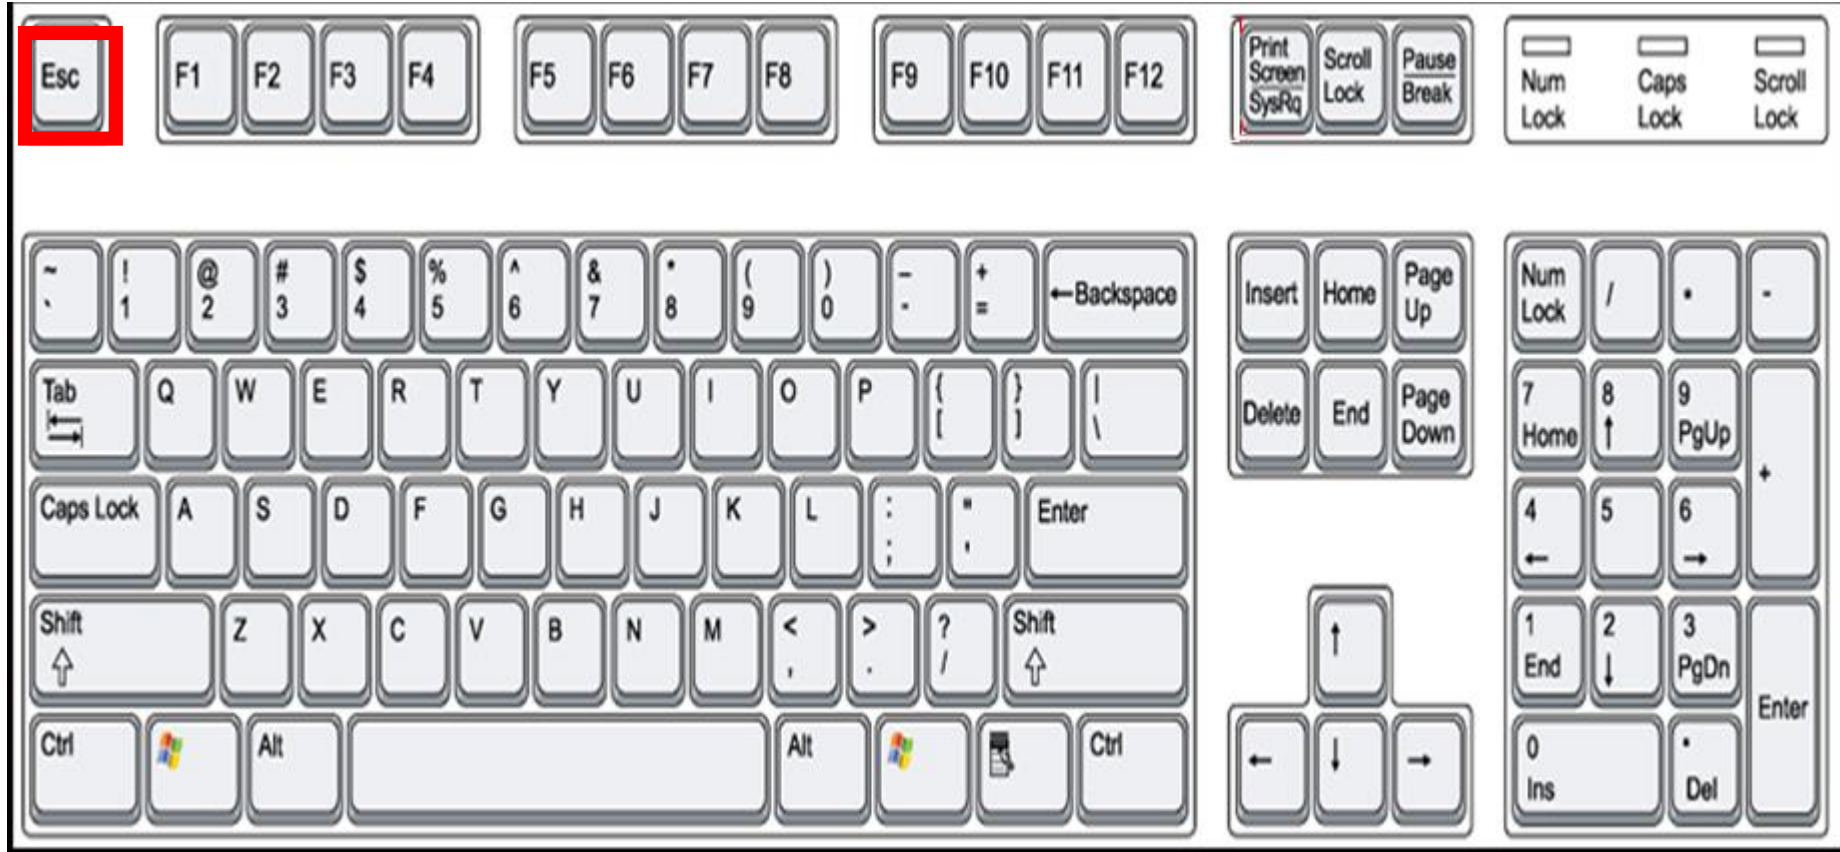 Esc
F1 F2 F3 F4
F5 F6 F7 F8
F9 F10 F11 F12
Print
Screen
SysRq
Scroll
Lock
Pause
Break
Num
Lock
Caps
Lock
Scroll
Lock
~
`
!
1
@
2
#
3
$
4
%
5
^
6
&
7
*
8
(
9
)
0
–
-
+
=
←Backspace
Tab
Q W E R T Y U I O P
{
[
}
]
|
\
Caps Lock A S D F G H J K L
:
;
"
'
Enter
Shift
⇧
Z X C V B N M
<
,
>
.
?
/
Shift
⇧
Ctrl Alt Alt Ctrl
Insert Home
Page
Up
Delete End
Page
Down
↑
← ↓ →
Num
Lock
/ • -
7
Home
8
↑
9
PgUp
+
4
←
5
6
→
1
End
2
↓
3
PgDn
Enter
0
Ins
•
Del